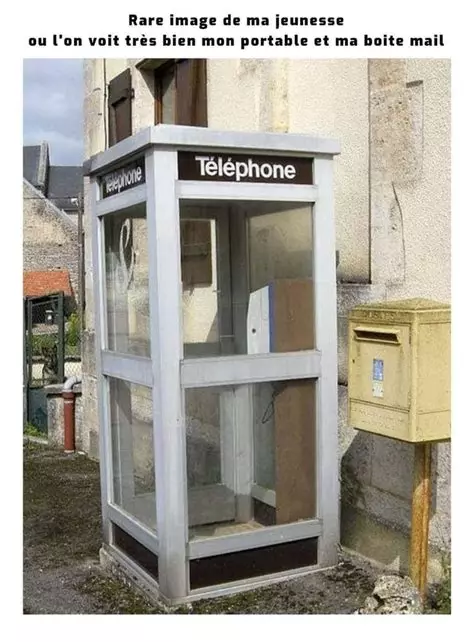 Rare image de ma jeunesse
ou l'on voit très bien mon portable et ma boite mail
Téléphone
Téléphone